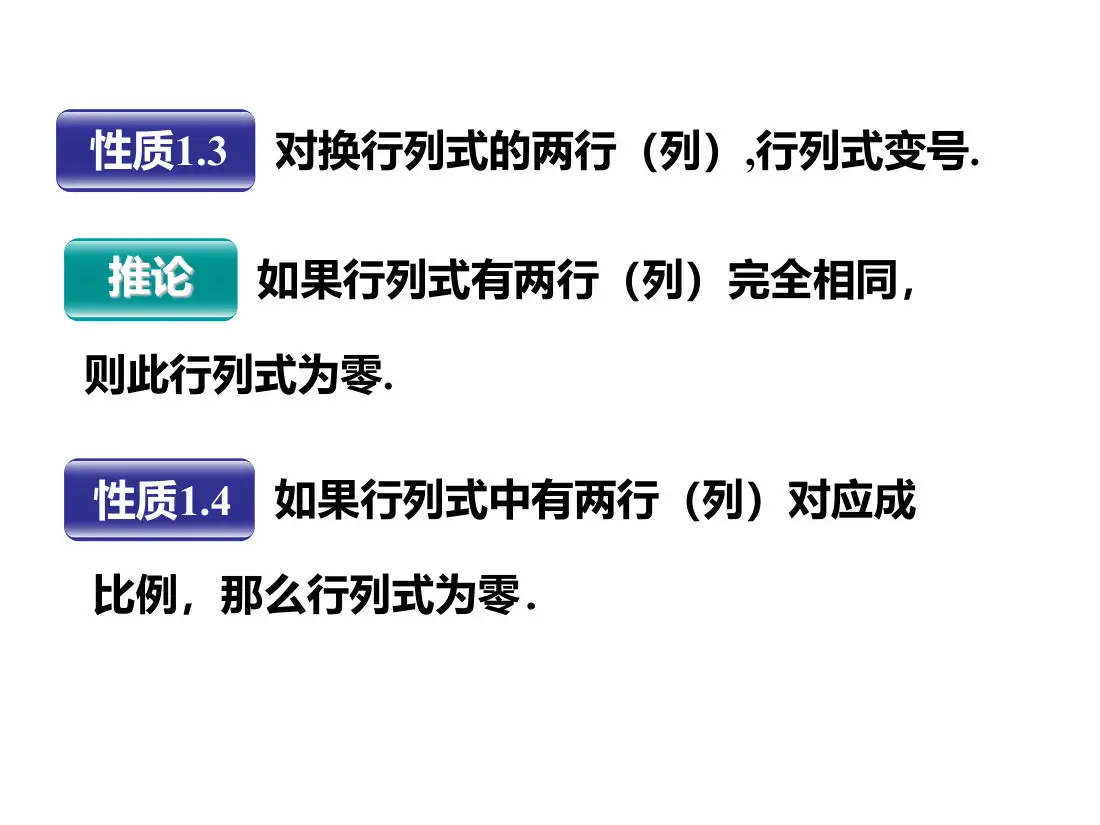 性质1.3 对换行列式的两行（列）,行列式变号.
推论 如果行列式有两行（列）完全相同，
则此行列式为零.
性质1.4 如果行列式中有两行（列）对应成
比例，那么行列式为零.